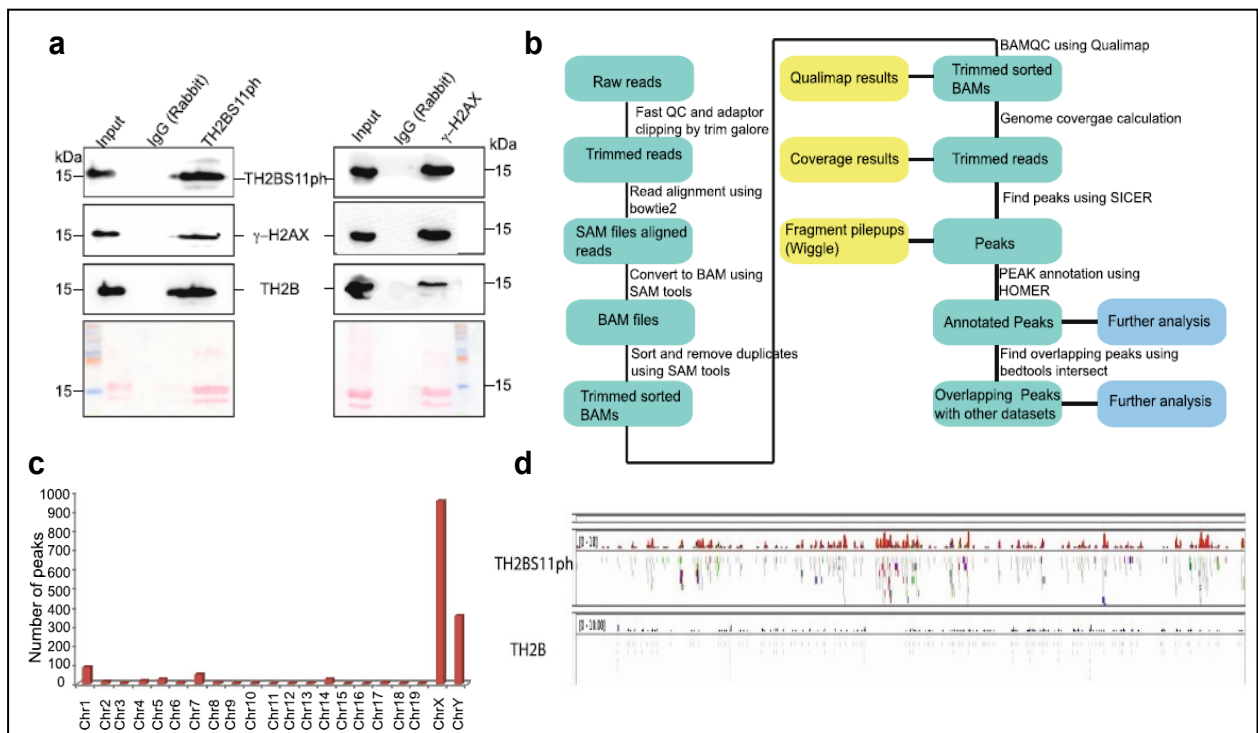 a
Input
IgG (Rabbit)
TH2BS11ph
kDa
15
TH2BS11ph
15
γ-H2AX
15
TH2B
15
Input
IgG (Rabbit)
γ-H2AX
kDa
15
15
15
15
b
Raw reads
Fast QC and adaptor
clipping by trim galore
Trimmed reads
Read alignment using
bowtie2
SAM files aligned
reads
Convert to BAM using
SAM tools
BAM files
Sort and remove duplicates
using SAM tools
Trimmed sorted
BAMs
BAMQC using Qualimap
Qualimap results
Trimmed sorted
BAMs
Genome covergae calculation
Coverage results
Trimmed reads
Find peaks using SICER
Fragment pilepups
(Wiggle)
Peaks
PEAK annotation using
HOMER
Annotated Peaks
Further analysis
Find overlapping peaks using
bedtools intersect
Overlapping Peaks
with other datasets
Further analysis
c
Number of peaks
1000
900
800
700
600
500
400
300
200
100
0
Chr1
Chr2
Chr3
Chr4
Chr5
Chr6
Chr7
Chr8
Chr9
Chr10
Chr11
Chr12
Chr13
Chr14
Chr15
Chr16
Chr17
Chr18
Chr19
ChrX
ChrY
d
[0 - 10]
TH2BS11ph
[0 - 10.00]
TH2B